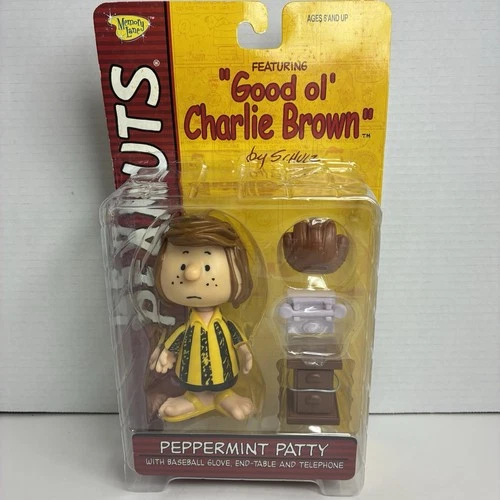 Memory Lane
AGES 8 AND UP
PEANUTS®
FEATURING
"Good ol'
Charlie Brown"™
by Schulz
PEPPERMINT PATTY
WITH BASEBALL GLOVE, END-TABLE AND TELEPHONE